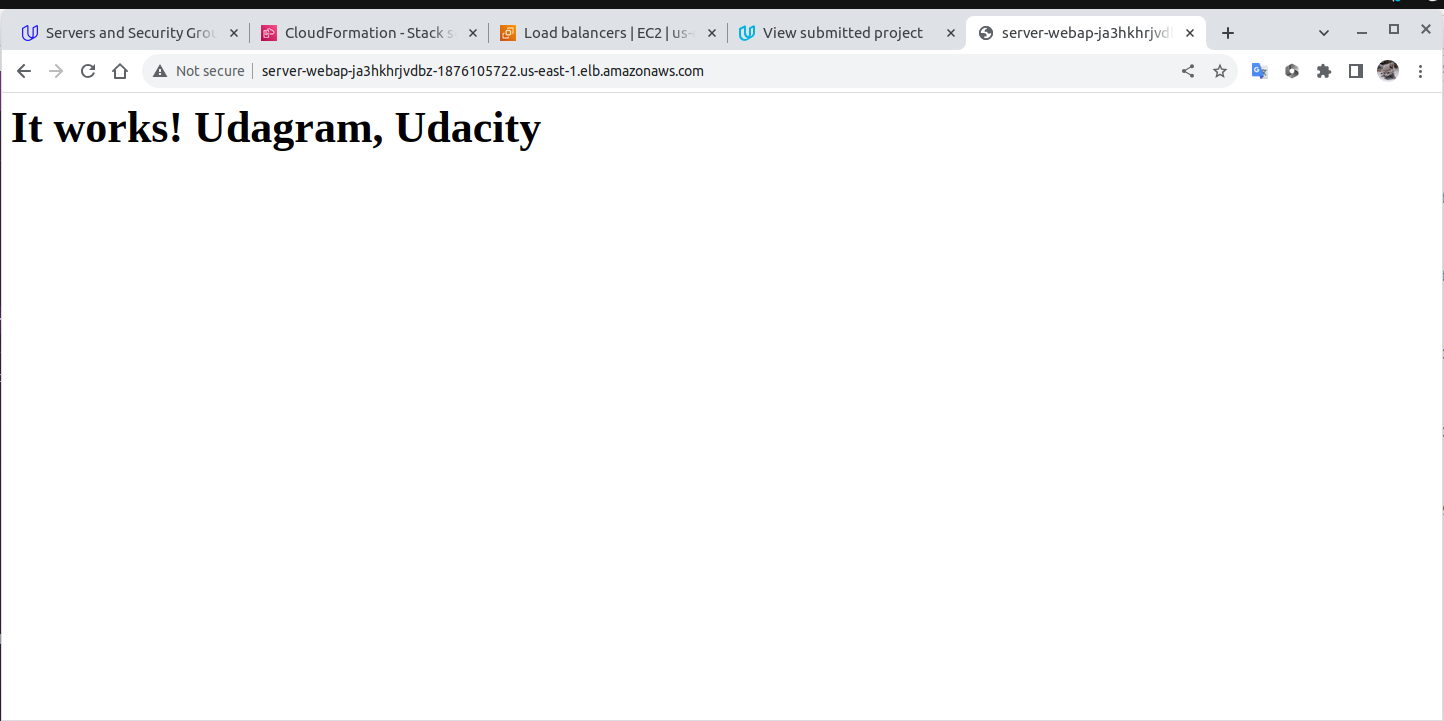 Servers and Security Grou
CloudFormation - Stack s
Load balancers | EC2 | us-
View submitted project
server-webap-ja3hkhrjvd
Not secure
server-webap-ja3hkhrjvdbz-1876105722.us-east-1.elb.amazonaws.com
It works! Udagram, Udacity